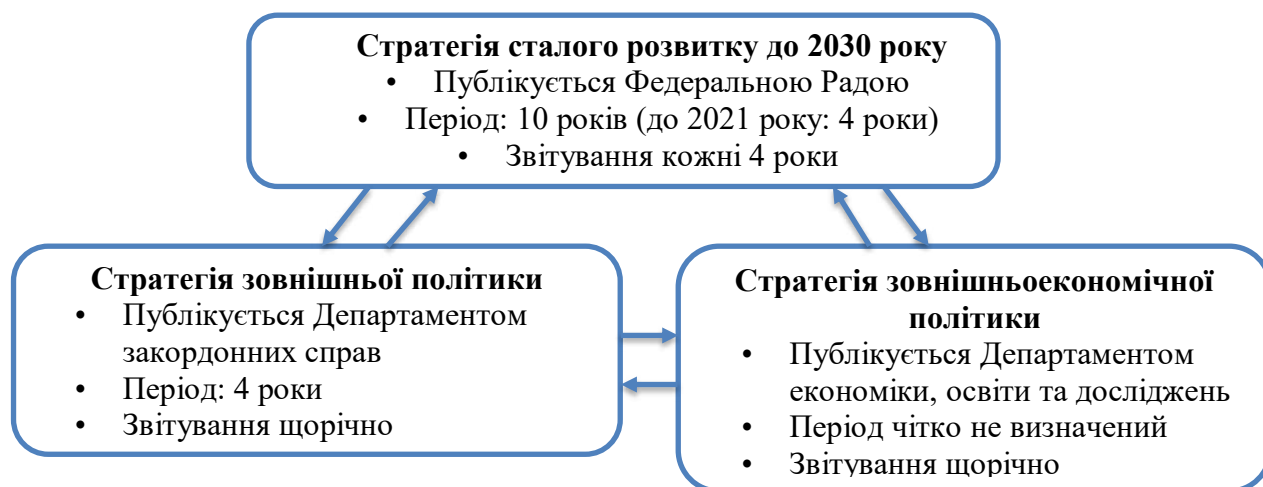 Стратегія сталого розвитку до 2030 року
• Публікується Федеральною Радою
• Період: 10 років (до 2021 року: 4 роки)
• Звітування кожні 4 роки
Стратегія зовнішньої політики
• Публікується Департаментом
закордонних справ
• Період: 4 роки
• Звітування щорічно
Стратегія зовнішньоекономічної
політики
• Публікується Департаментом
економіки, освіти та досліджень
• Період чітко не визначений
• Звітування щорічно